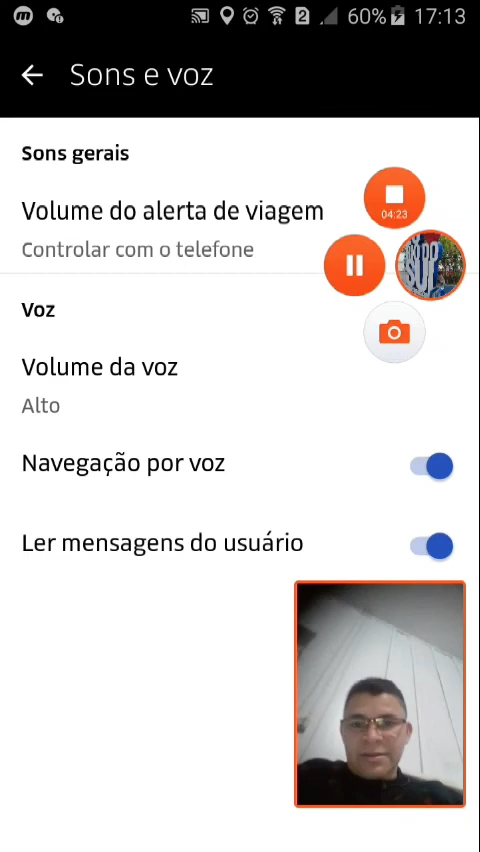 2
60%
17:13
Sons e voz
Sons gerais
Volume do alerta de viagem
04:23
Controlar com o telefone
SUL
Voz
Volume da voz
Alto
Navegação por voz
Ler mensagens do usuário